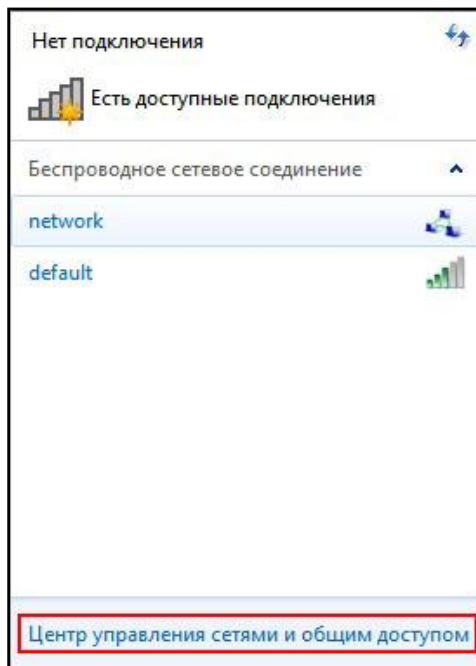 Нет подключения
Есть доступные подключения
Беспроводное сетевое соединение
network
default
Центр управления сетями и общим доступом